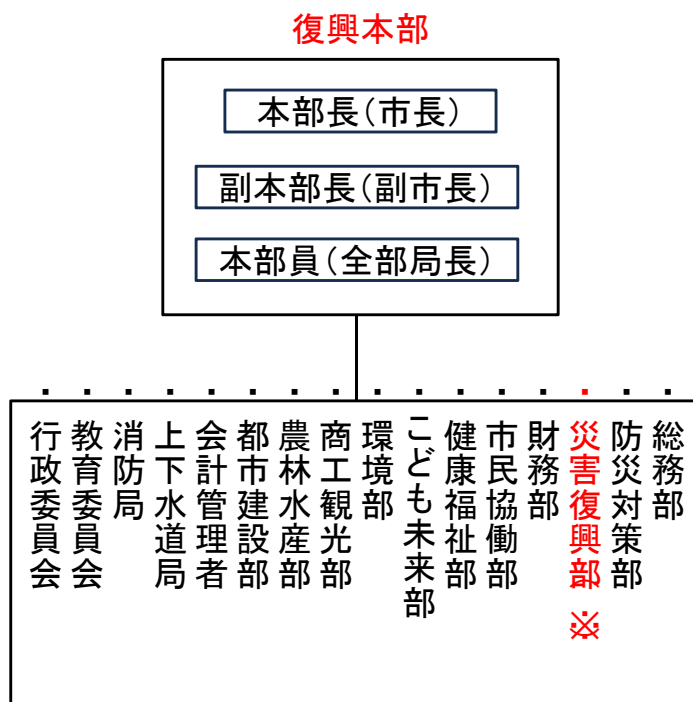 復興本部
本部長（市長）
副本部長（副市長）
本部員（全部局長）
・総務部
・防災対策部
・災害復興部※
・財務部
・市民協働部
・健康福祉部
・こども未来部
・環境部
・商工観光部
・農林水産部
・都市建設部
・会計管理者
・上下水道局
・消防局
・教育委員会
・行政委員会